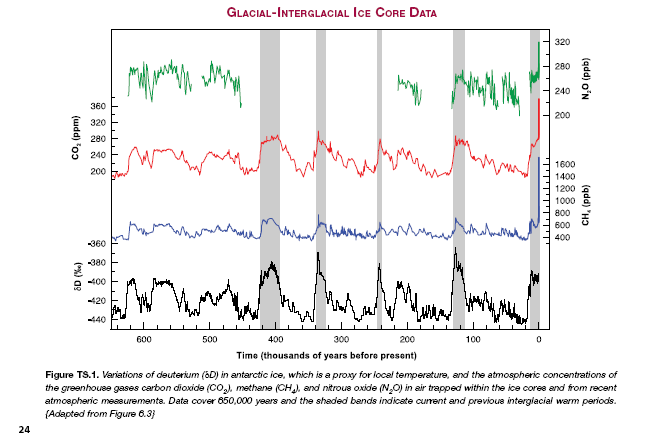 GLACIAL-INTERGLACIAL ICE CORE DATA
320
280
240
200
N2O (ppb)
360
320
280
240
200
CO2 (ppm)
1600
1400
1200
1000
800
600
400
CH4 (ppb)
-360
-380
-400
-420
-440
δD (‰)
600 500 400 300 200 100 0
Time (thousands of years before present)
Figure TS.1. Variations of deuterium (δD) in antarctic ice, which is a proxy for local temperature, and the atmospheric concentrations of
the greenhouse gases carbon dioxide (CO2), methane (CH4), and nitrous oxide (N2O) in air trapped within the ice cores and from recent
atmospheric measurements. Data cover 650,000 years and the shaded bands indicate current and previous interglacial warm periods.
{Adapted from Figure 6.3}
24